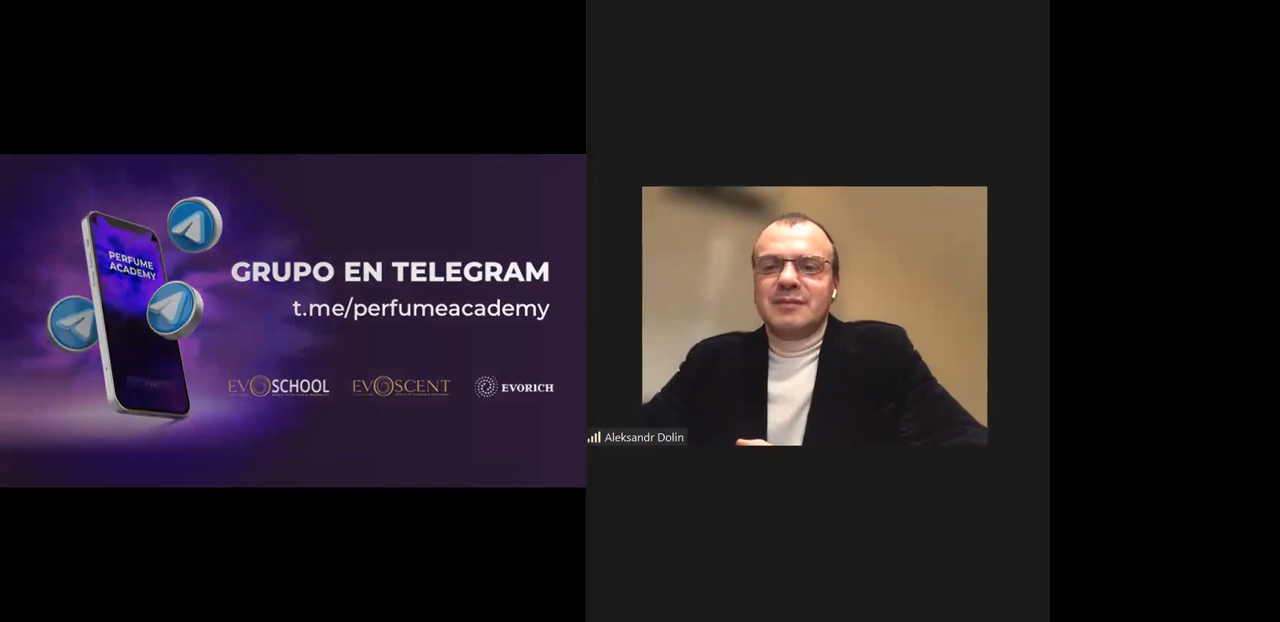 PERFUME
ACADEMY
GRUPO EN TELEGRAM
t.me/perfumeacademy
EVOSCHOOL
EVOSCENT
EVORICH
Aleksandr Dolin